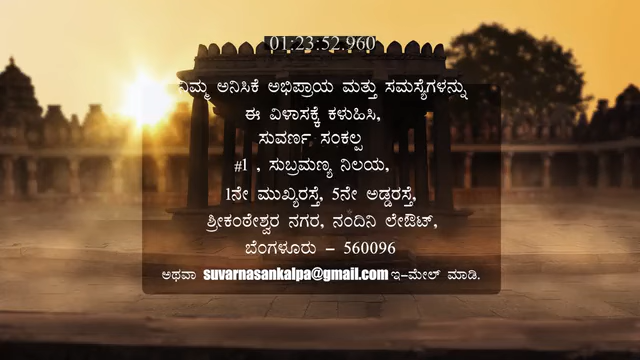 01:23:52.960
ನಿಮ್ಮ ಅನಿಸಿಕೆ ಅಭಿಪ್ರಾಯ ಮತ್ತು ಸಮಸ್ಯೆಗಳನ್ನು
ಈ ವಿಳಾಸಕ್ಕೆ ಕಳುಹಿಸಿ,
ಸುವರ್ಣ ಸಂಕಲ್ಪ
#1 , ಸುಬ್ರಮಣ್ಯ ನಿಲಯ,
1ನೇ ಮುಖ್ಯರಸ್ತೆ, 5ನೇ ಅಡ್ಡರಸ್ತೆ,
ಶ್ರೀಕಂಠೇಶ್ವರ ನಗರ, ನಂದಿನಿ ಲೇಔಟ್,
ಬೆಂಗಳೂರು – 560096
ಅಥವಾ suvarnasankalpa@gmail.com ಇ-ಮೇಲ್ ಮಾಡಿ.